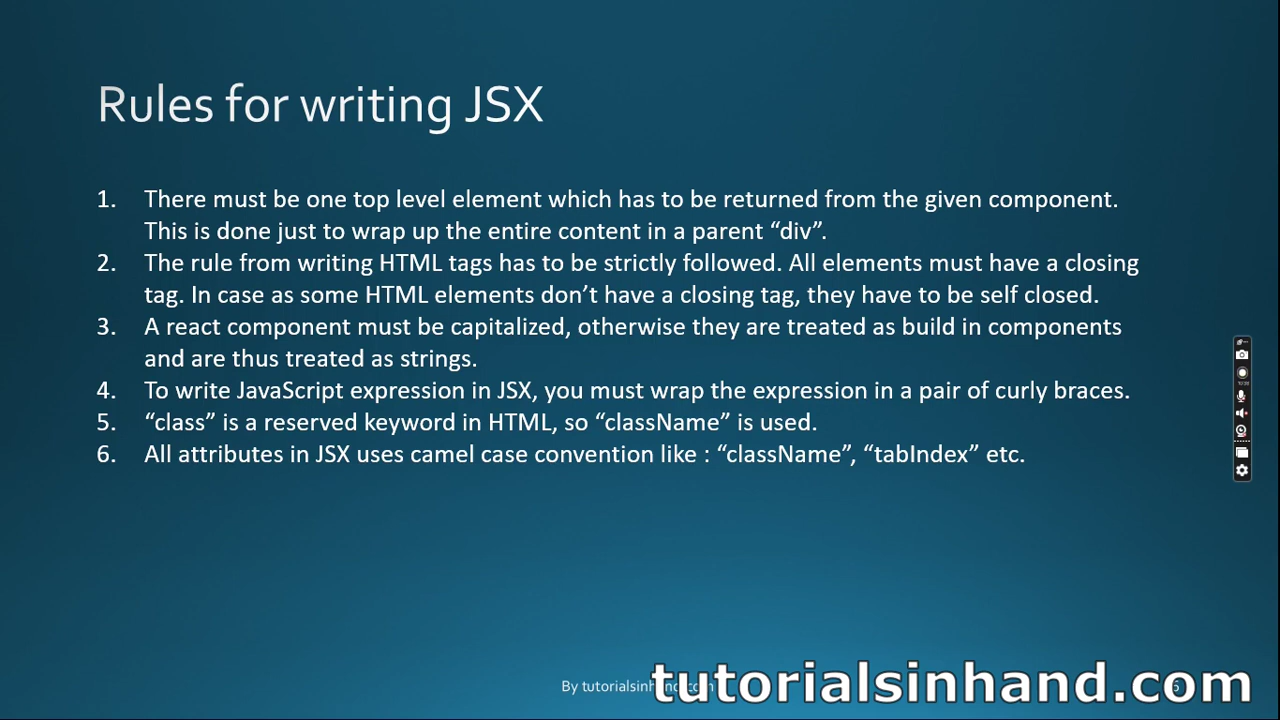 Rules for writing JSX
1. There must be one top level element which has to be returned from the given component.
This is done just to wrap up the entire content in a parent “div”.
2. The rule from writing HTML tags has to be strictly followed. All elements must have a closing
tag. In case as some HTML elements don’t have a closing tag, they have to be self closed.
3. A react component must be capitalized, otherwise they are treated as build in components
and are thus treated as strings.
4. To write JavaScript expression in JSX, you must wrap the expression in a pair of curly braces.
5. “class” is a reserved keyword in HTML, so “className” is used.
6. All attributes in JSX uses camel case convention like : “className”, “tabIndex” etc.
By
tutorialsinhand.com